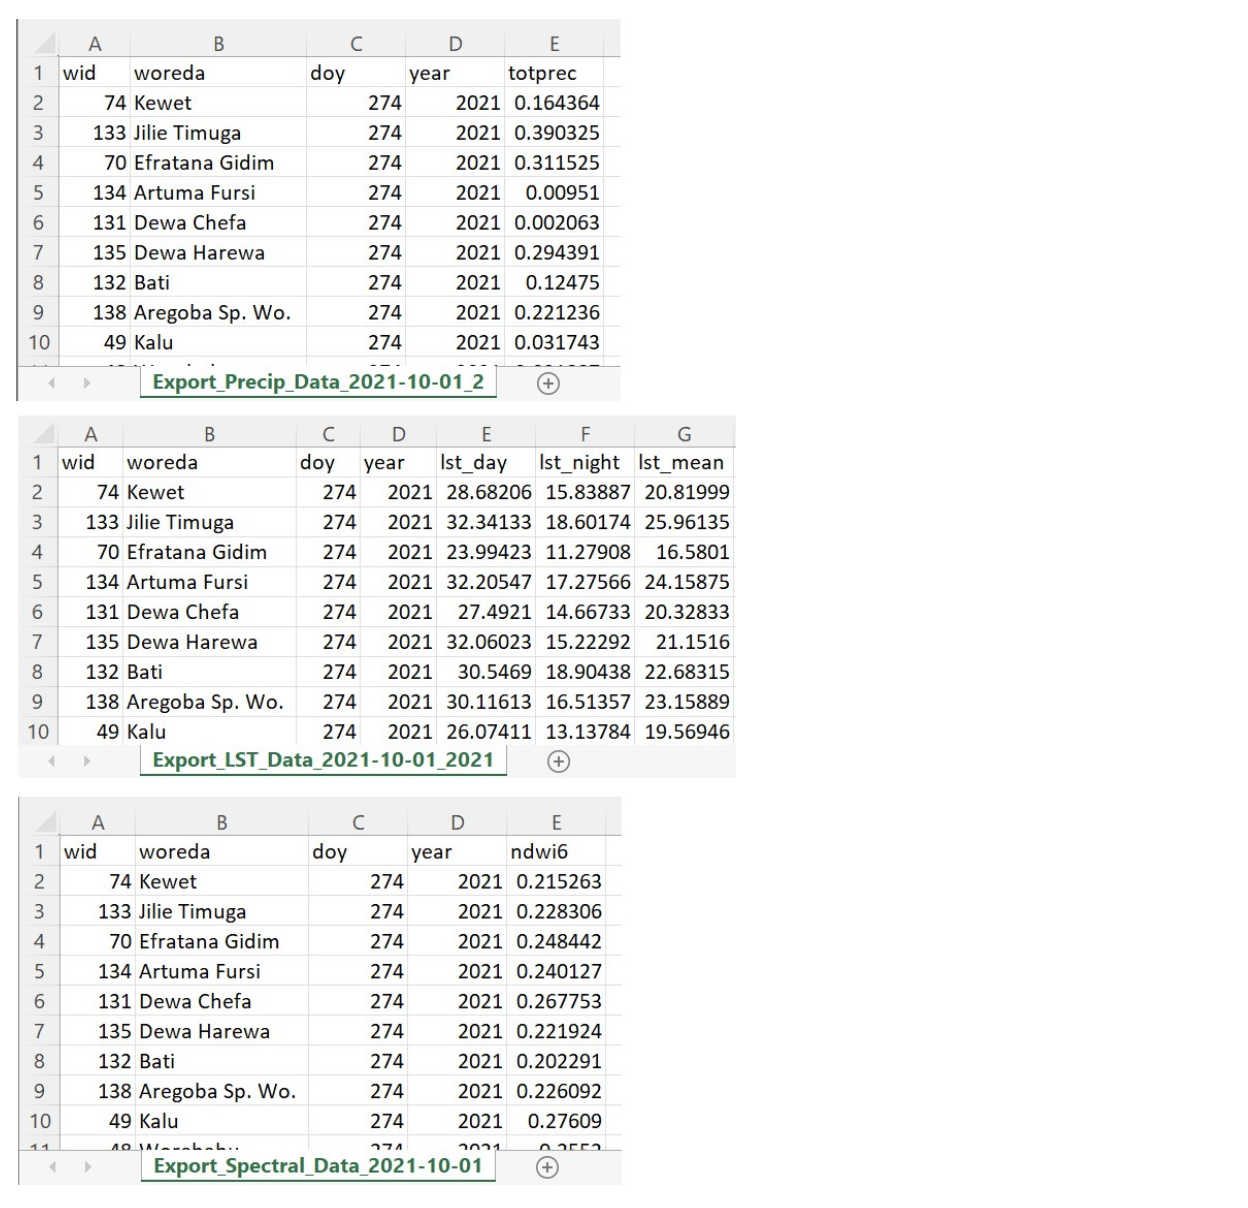 A B C D E
1 wid woreda doy year totprec
2 74 Kewet 274 2021 0.164364
3 133 Jilie Timuga 274 2021 0.390325
4 70 Efratana Gidim 274 2021 0.311525
5 134 Artuma Fursi 274 2021 0.00951
6 131 Dewa Chefa 274 2021 0.002063
7 135 Dewa Harewa 274 2021 0.294391
8 132 Bati 274 2021 0.12475
9 138 Aregoba Sp. Wo. 274 2021 0.221236
10 49 Kalu 274 2021 0.031743
Export_Precip_Data_2021-10-01_2
A B C D E F G
1 wid woreda doy year lst_day lst_night lst_mean
2 74 Kewet 274 2021 28.68206 15.83887 20.81999
3 133 Jilie Timuga 274 2021 32.34133 18.60174 25.96135
4 70 Efratana Gidim 274 2021 23.99423 11.27908 16.5801
5 134 Artuma Fursi 274 2021 32.20547 17.27566 24.15875
6 131 Dewa Chefa 274 2021 27.4921 14.66733 20.32833
7 135 Dewa Harewa 274 2021 32.06023 15.22292 21.1516
8 132 Bati 274 2021 30.5469 18.90438 22.68315
9 138 Aregoba Sp. Wo. 274 2021 30.11613 16.51357 23.15889
10 49 Kalu 274 2021 26.07411 13.13784 19.56946
Export_LST_Data_2021-10-01_2021
A B C D E
1 wid woreda doy year ndwi6
2 74 Kewet 274 2021 0.215263
3 133 Jilie Timuga 274 2021 0.228306
4 70 Efratana Gidim 274 2021 0.248442
5 134 Artuma Fursi 274 2021 0.240127
6 131 Dewa Chefa 274 2021 0.267753
7 135 Dewa Harewa 274 2021 0.221924
8 132 Bati 274 2021 0.202291
9 138 Aregoba Sp. Wo. 274 2021 0.226092
10 49 Kalu 274 2021 0.27609
Export_Spectral_Data_2021-10-01